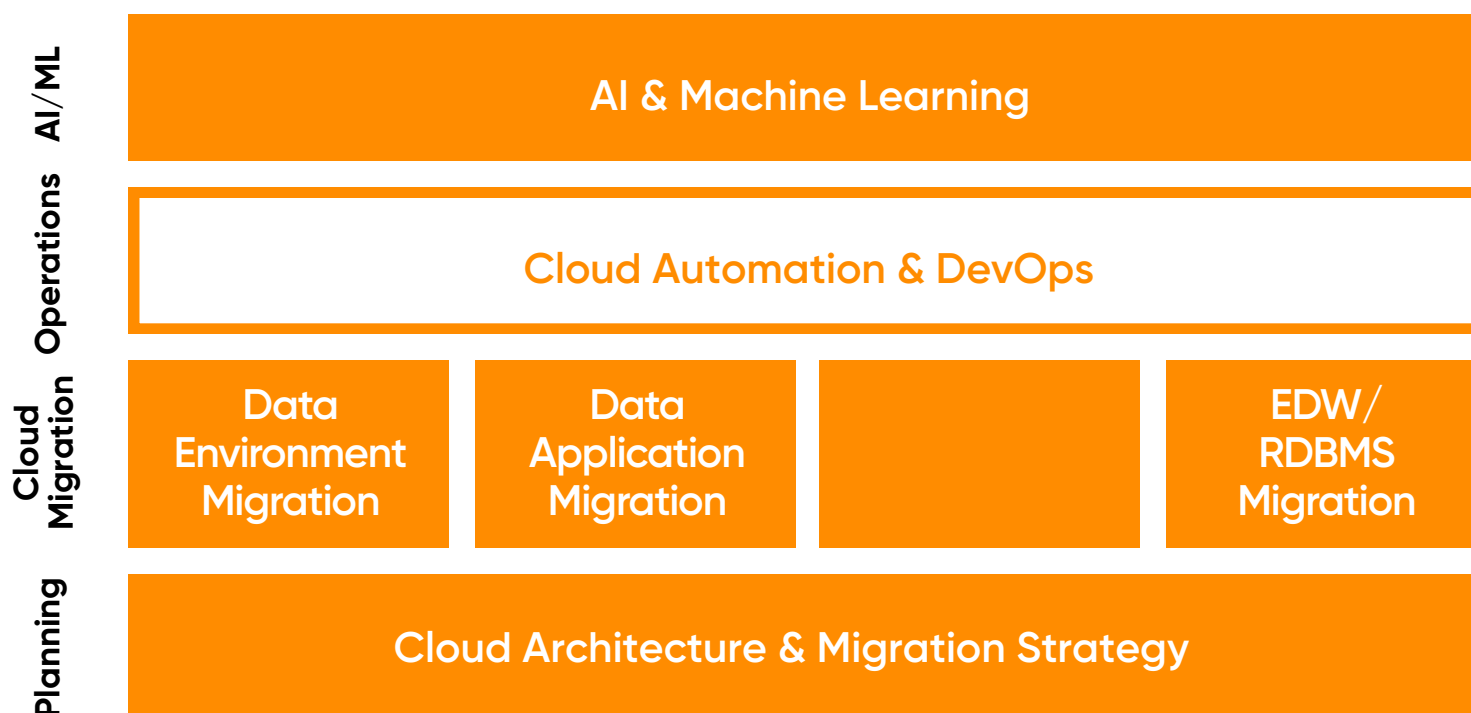 AI/ML
AI & Machine Learning
Operations
Cloud Automation & DevOps
Cloud
Migration
Data
Environment
Migration
Data
Application
Migration
EDW/
RDBMS
Migration
Planning
Cloud Architecture & Migration Strategy